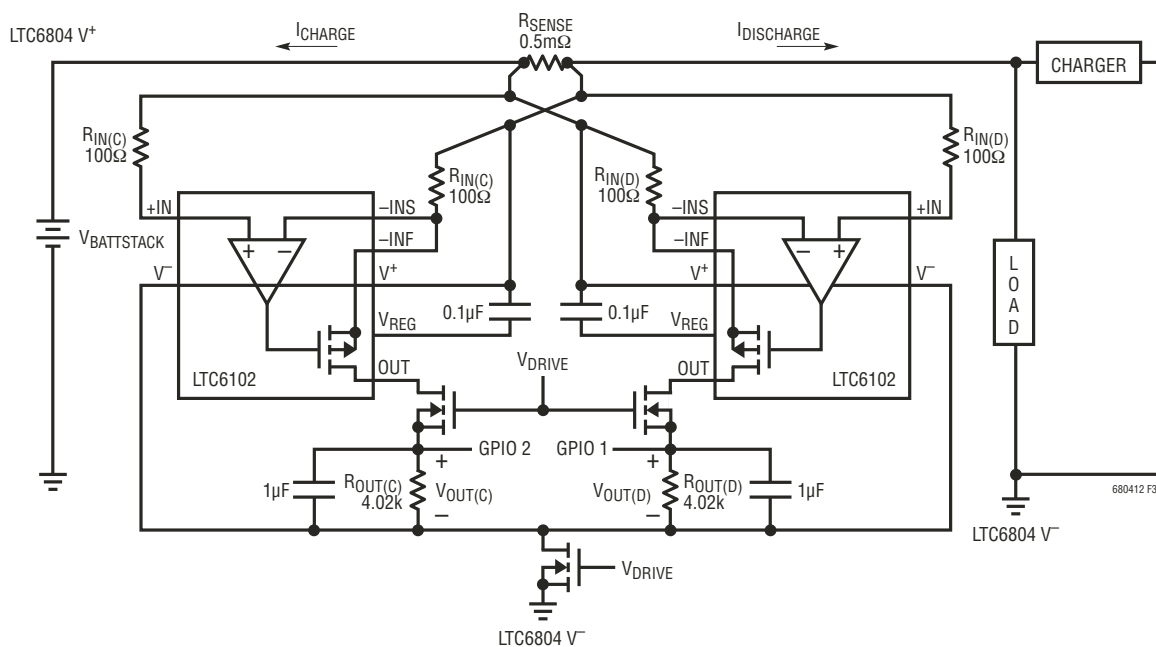 LTC6804 V+
ICHARGE
RSENSE
0.5mΩ
IDISCHARGE
CHARGER
RIN(C)
100Ω
RIN(C)
100Ω
RIN(D)
100Ω
RIN(D)
100Ω
+IN
–INS
–INS
+IN
VBATTSTACK
+ –
– +
–INF
–INF
V–
V+
V+
V–
LOAD
0.1µF
0.1µF
VREG
VREG
OUT
VDRIVE
OUT
LTC6102
LTC6102
GPIO 2
GPIO 1
+
+
1µF
ROUT(C)
4.02k
VOUT(C)
VOUT(D)
ROUT(D)
4.02k
1µF
–
–
680412 F3
LTC6804 V–
VDRIVE
LTC6804 V–